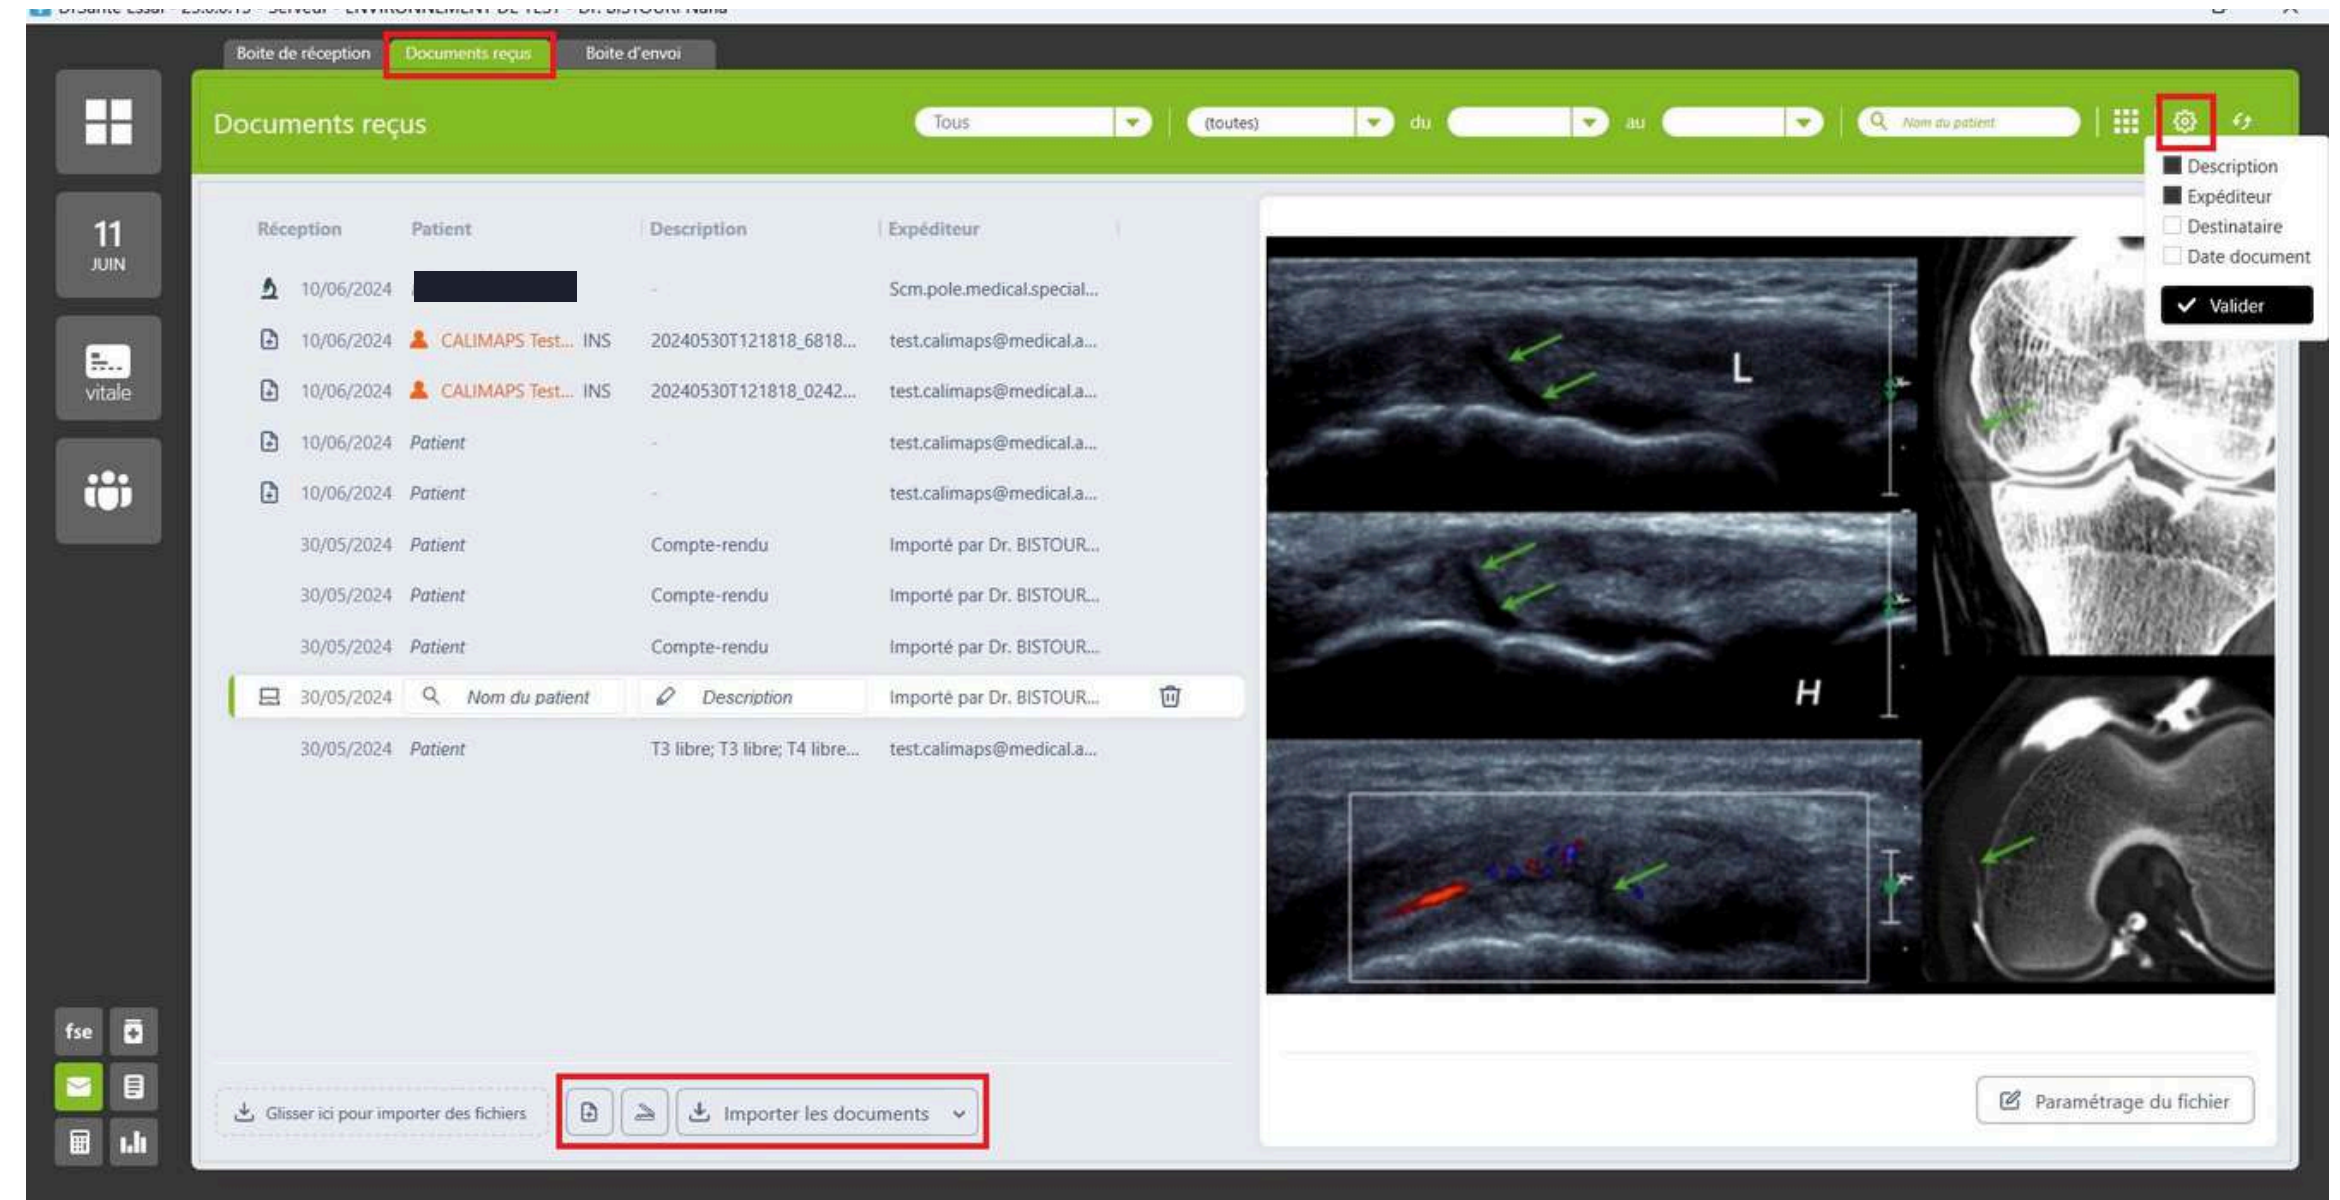 Boite de réception
Documents reçus
Boite d'envoi
Documents reçus
Tous
(toutes)
du
au
Nom du patient
Description
Expéditeur
Destinataire
Date document
Valider
11
JUIN
vitale
fse
Réception Patient Description Expéditeur
10/06/2024 - Scm.pole.medical.special...
10/06/2024 CALIMAPS Test... INS 20240530T121818_6818... test.calimaps@medical.a...
10/06/2024 CALIMAPS Test... INS 20240530T121818_0242... test.calimaps@medical.a...
10/06/2024 Patient - test.calimaps@medical.a...
10/06/2024 Patient - test.calimaps@medical.a...
30/05/2024 Patient Compte-rendu Importé par Dr. BISTOUR...
30/05/2024 Patient Compte-rendu Importé par Dr. BISTOUR...
30/05/2024 Patient Compte-rendu Importé par Dr. BISTOUR...
30/05/2024 Nom du patient Description Importé par Dr. BISTOUR...
30/05/2024 Patient T3 libre; T3 libre; T4 libre... test.calimaps@medical.a...
L
H
Glisser ici pour importer des fichiers
Importer les documents
Paramétrage du fichier